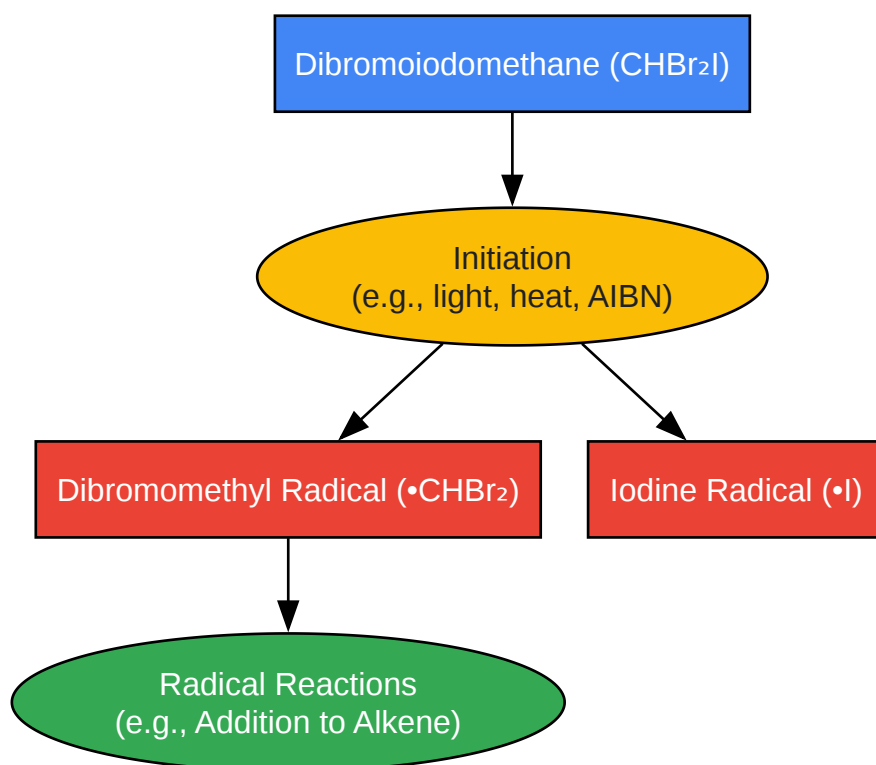 Dibromoiodomethane (CHBr₂I)
Initiation
(e.g., light, heat, AIBN)
Dibromomethyl Radical (•CHBr₂)
Iodine Radical (•I)
Radical Reactions
(e.g., Addition to Alkene)